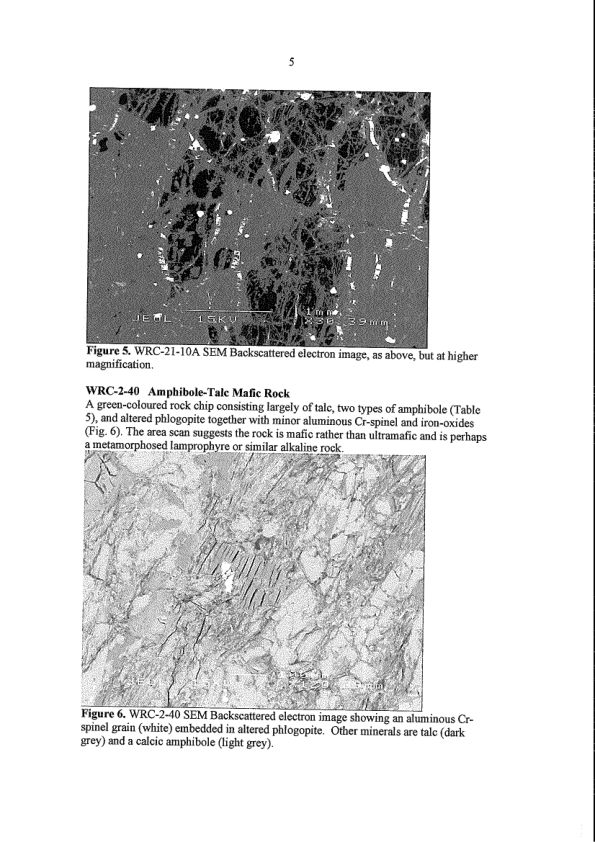 5
JEOL 15KV X30 1mm 39mm
Figure 5. WRC-21-10A SEM Backscattered electron image, as above, but at higher
magnification.
WRC-2-40 Amphibole-Talc Mafic Rock
A green-coloured rock chip consisting largely of talc, two types of amphibole (Table
5), and altered phlogopite together with minor aluminous Cr-spinel and iron-oxides
(Fig. 6). The area scan suggests the rock is mafic rather than ultramafic and is perhaps
a metamorphosed lamprophyre or similar alkaline rock.
Figure 6. WRC-2-40 SEM Backscattered electron image showing an aluminous Cr-
spinel grain (white) embedded in altered phlogopite. Other minerals are talc (dark
grey) and a calcic amphibole (light grey).